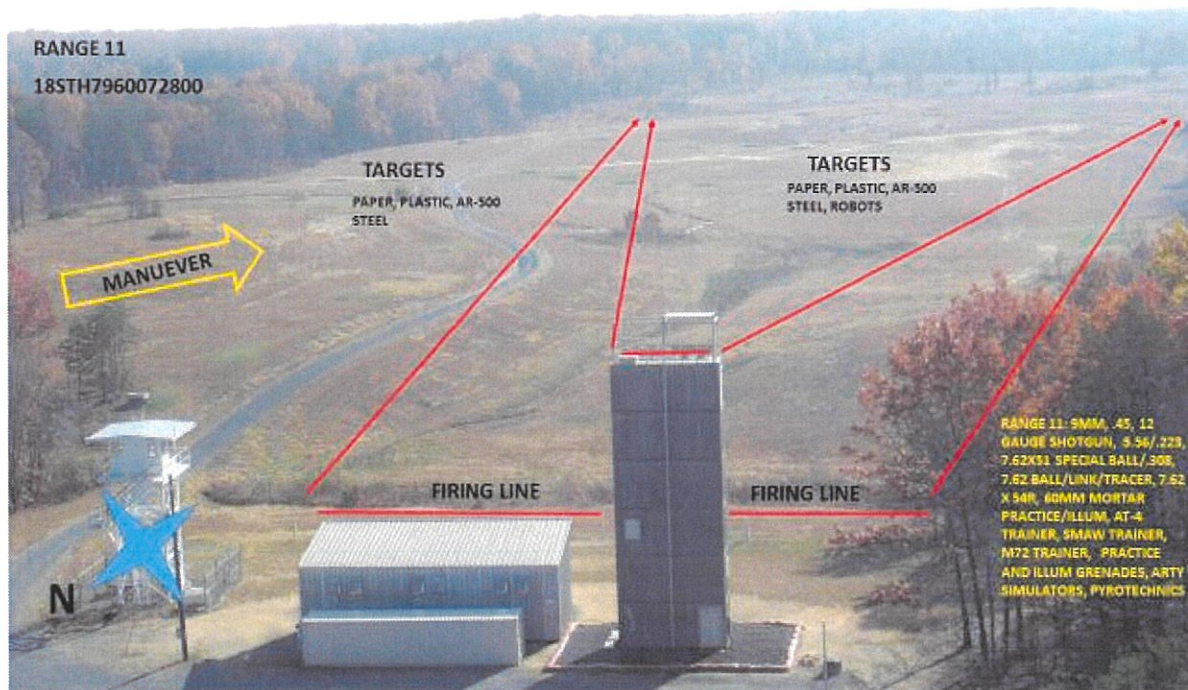 RANGE 11
18STH7960072800
TARGETS
PAPER, PLASTIC, AR-500
STEEL
TARGETS
PAPER, PLASTIC, AR-500
STEEL, ROBOTS
MANUEVER
FIRING LINE
FIRING LINE
N
RANGE 11: 9MM, .45, 12
GAUGE SHOTGUN, 5.56/.223,
7.62X51 SPECIAL BALL/.308,
7.62 BALL/LINK/TRACER, 7.62
X 54R, 60MM MORTAR
PRACTICE/ILLUM, AT-4
TRAINER, SMAW TRAINER,
M72 TRAINER, PRACTICE
AND ILLUM GRENADES, ARTY
SIMULATORS, PYROTECHNICS